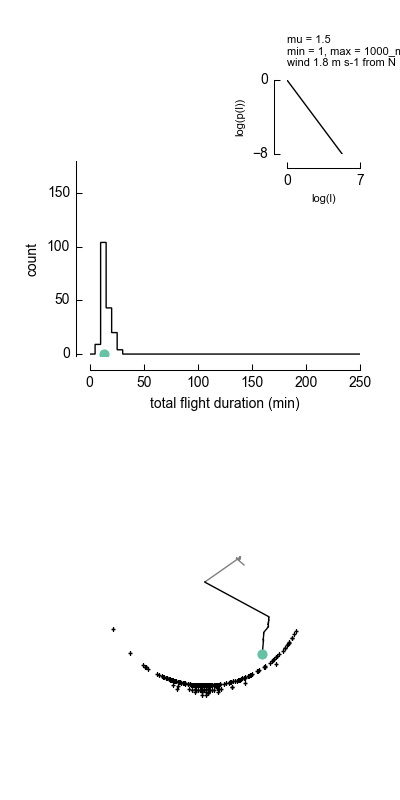 mu = 1.5
min = 1, max = 1000_m
wind 1.8 m s-1 from N
0
log(p(l))
−8
0 7
log(l)
150
100
count
50
0
0 50 100 150 200 250
total flight duration (min)